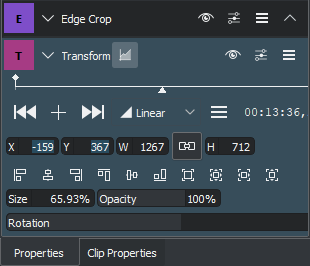 E Edge Crop
T Transform
Linear 00:13:36,
X -159 Y 367 W 1267 H 712
Size 65.93% Opacity 100%
Rotation
Properties Clip Properties